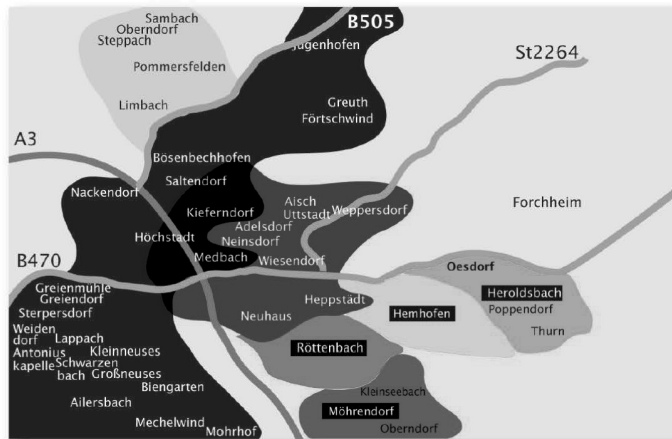 Sambach
Oberndorf
Steppach
B505
Jugenhofen
St2264
Pommersfelden
Limbach
Greuth
Förtschwind
A3
Bösenbechhofen
Nackendorf
Saltendorf
Aisch
Uttstadt
Weppersdorf
Kieferndorf
Forchheim
Adelsdorf
Neinsdorf
Höchstadt
Medbach
Wiesendorf
B470
Oesdorf
Greienmühle
Greiendorf
Sterpersdorf
Heppstädt
Heroldsbach
Poppendorf
Neuhaus
Hemhofen
Thurn
Weiden
dorf
Lappach
Antonius
kapelle
Kleinneuses
Schwarzen
bach
Großneuses
Röttenbach
Biengarten
Kleinseebach
Ailersbach
Möhrendorf
Mechelwind
Mohrhof
Oberndorf